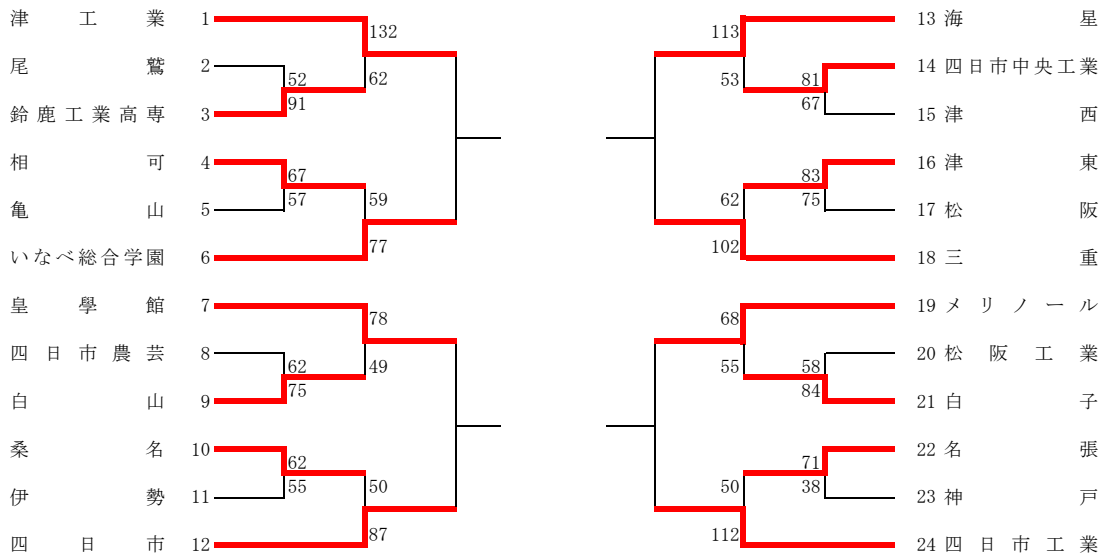 津工業 1
132
尾鷲 2
52
62
鈴鹿工業高専 3
91
相可 4
67
亀山 5
57
59
いなべ総合学園 6
77
皇學館 7
78
四日市農芸 8
62
49
白山 9
75
桑名 10
62
伊勢 11
55
50
四日市 12
87
13 海星
113
14 四日市中央工業
53
81
15 津西
67
16 津東
83
17 松阪
62
75
18 三重
102
19 メリノール
68
20 松阪工業
55
58
21 白子
84
22 名張
71
23 神戸
50
38
24 四日市工業
112